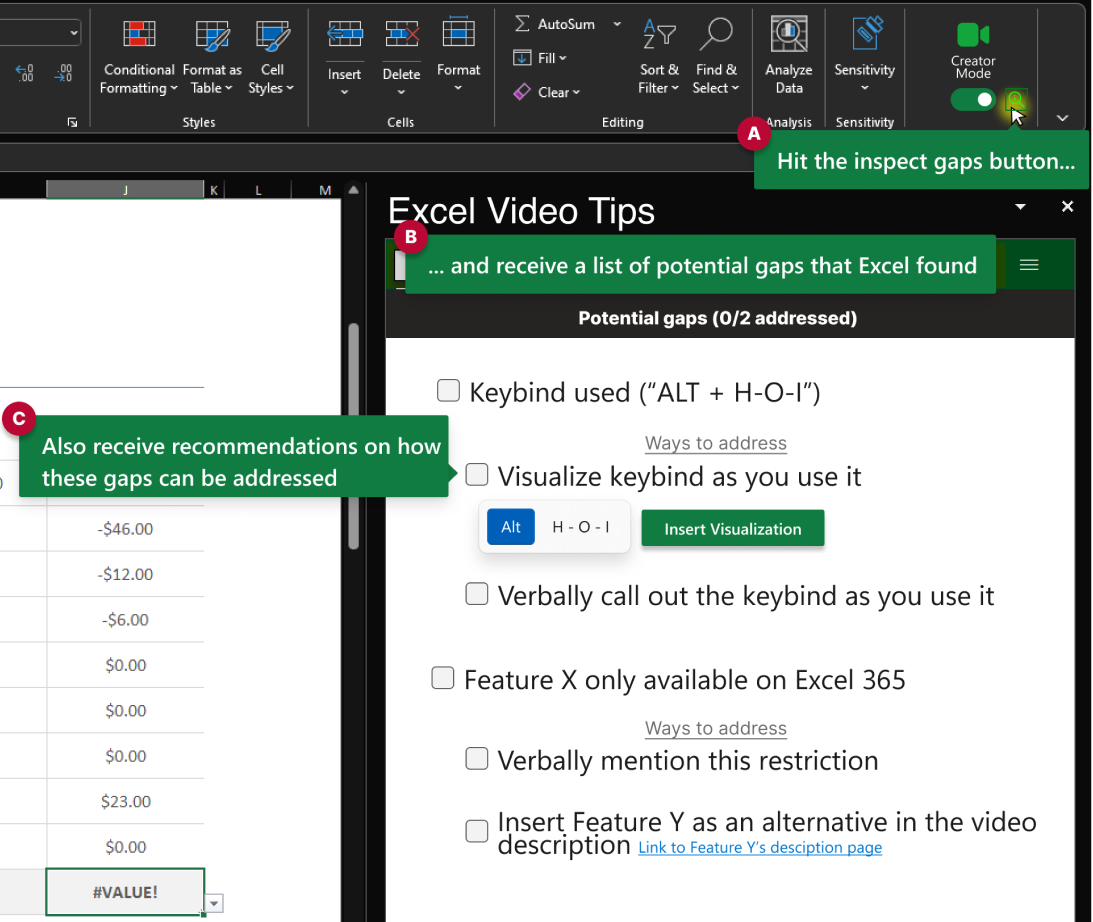 AutoSum
Fill
Clear
Conditional
Formatting
Format as
Table
Cell
Styles
Insert
Delete
Format
Sort &
Filter
Find &
Select
Analyze
Data
Sensitivity
Creator
Mode
Styles
Cells
Editing
Analysis
Sensitivity
A
Hit the inspect gaps button...
J K L M
Excel Video Tips
B
... and receive a list of potential gaps that Excel found
Potential gaps (0/2 addressed)
Keybind used (“ALT + H-O-I”)
C
Also receive recommendations on how
these gaps can be addressed
Ways to address
Visualize keybind as you use it
Alt H - O - I
Insert Visualization
Verbally call out the keybind as you use it
Feature X only available on Excel 365
Ways to address
Verbally mention this restriction
Insert Feature Y as an alternative in the video
description Link to Feature Y’s desciption page
-$46.00
-$12.00
-$6.00
$0.00
$0.00
$0.00
$23.00
$0.00
#VALUE!